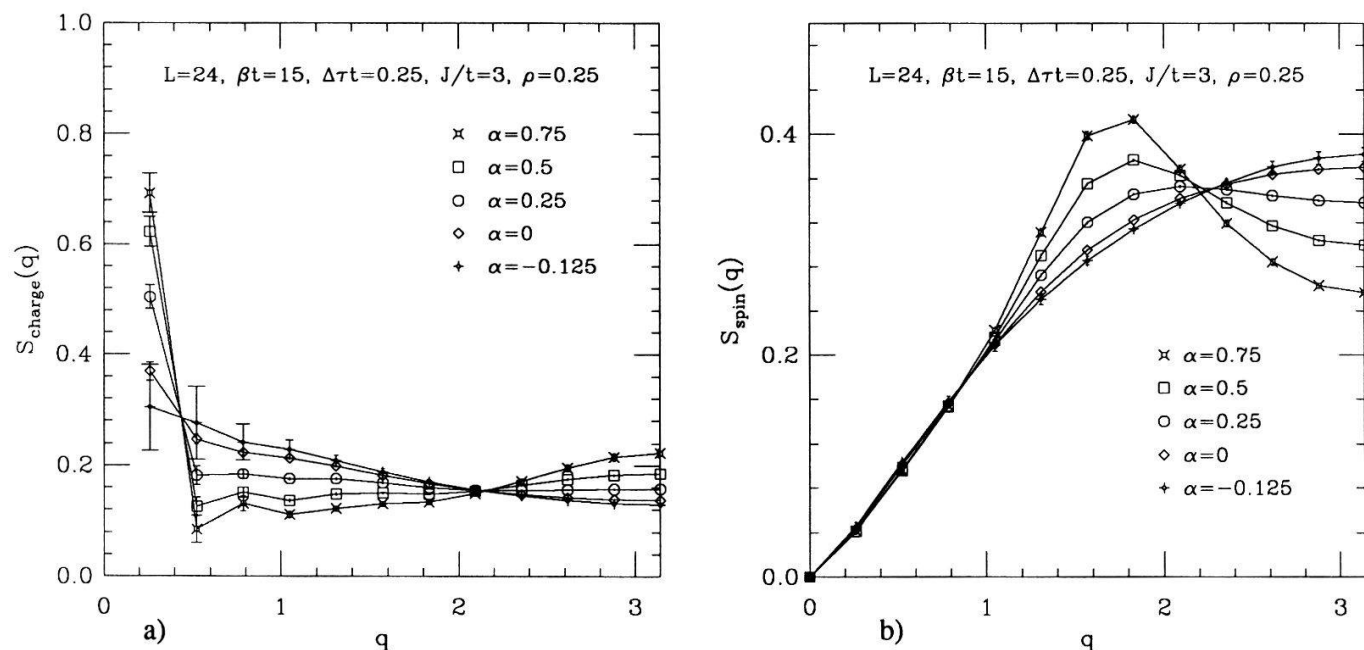 1.0
0.8
0.6
0.4
0.2
0.0
S_charge(q)
L=24, βt=15, Δτt=0.25, J/t=3, ρ=0.25
α=0.75
α=0.5
α=0.25
α=0
α=−0.125
0
1
2
3
a)
q
0.4
0.2
0.0
S_spin(q)
L=24, βt=15, Δτt=0.25, J/t=3, ρ=0.25
α=0.75
α=0.5
α=0.25
α=0
α=−0.125
0
1
2
3
b)
q